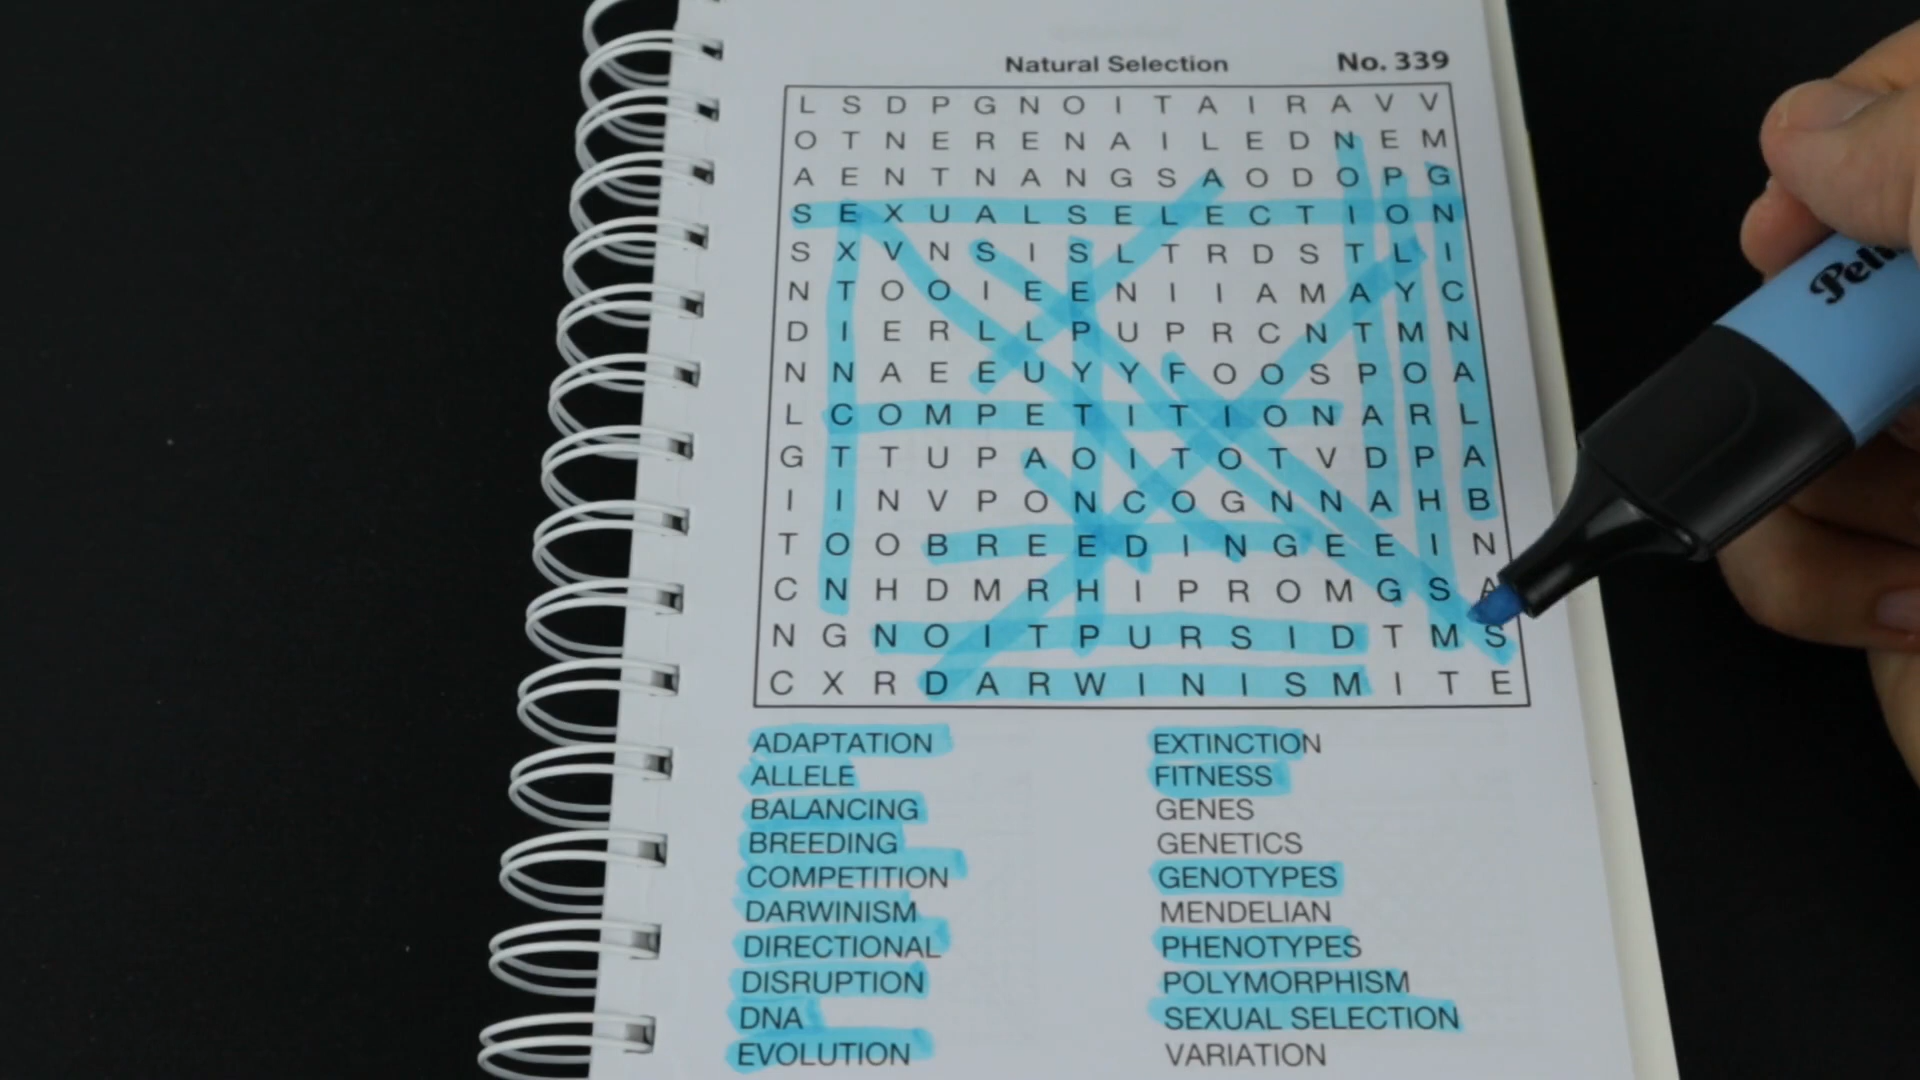 Natural Selection No. 339
L S D P G N O I T A I R A V V
O T N E R E N A I L E D N E M
A E N T N A N G S A O D O P G
S E X U A L S E L E C T I O N
S X V N S I S L T R D S T L I
N T O O I E E N I I A M A Y C
D I E R L L P U P R C N T M N
N N A E E U Y Y F O O S P O A
L C O M P E T I T I O N A R L
G T T U P A O I T O T V D P A
I I N V P O N C O G N N A H B
T O O B R E E D I N G E E I N
C N H D M R H I P R O M G S A
N G N O I T P U R S I D T M S
C X R D A R W I N I S M I T E
ADAPTATION
ALLELE
BALANCING
BREEDING
COMPETITION
DARWINISM
DIRECTIONAL
DISRUPTION
DNA
EVOLUTION
EXTINCTION
FITNESS
GENES
GENETICS
GENOTYPES
MENDELIAN
PHENOTYPES
POLYMORPHISM
SEXUAL SELECTION
VARIATION